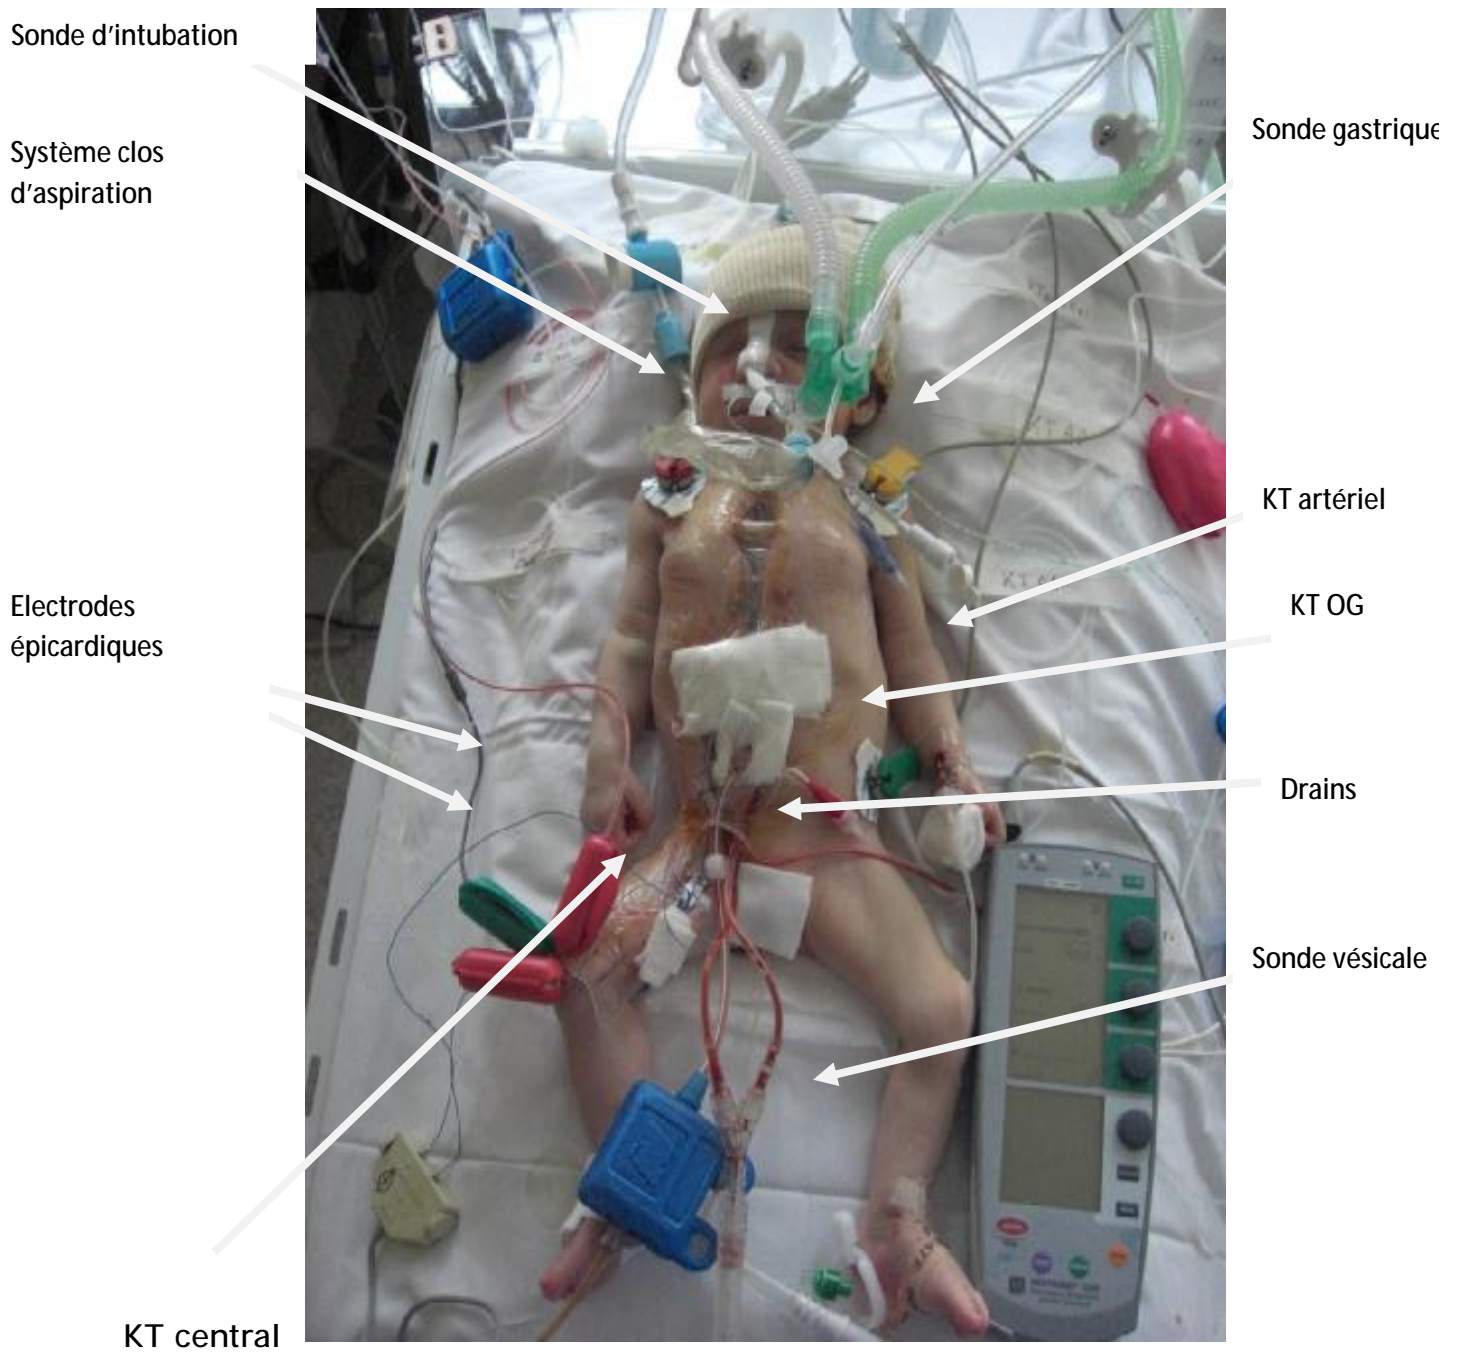 Sonde d'intubation
Sonde gastrique
Système clos
d'aspiration
KT artériel
Electrodes
épicardiques
KT OG
Drains
Sonde vésicale
KT central